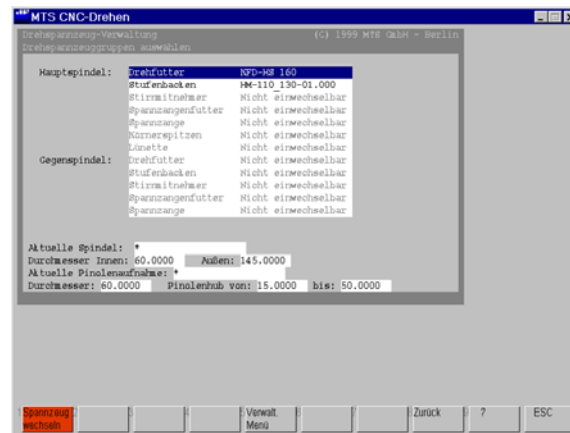 MTS CNC-Drehen
Drehspannzeug-Verwaltung (C) 1999 MTS GmbH - Berlin
Drehspannzeuggruppen auswählen
Hauptspindel: Drehfutter NFD-HS 160
Stufenbacken HM-110_130-01.000
Stirnmitnehmer Nicht einwechselbar
Spannzangenfutter Nicht einwechselbar
Spannzange Nicht einwechselbar
Körnerspitzen Nicht einwechselbar
Lünette Nicht einwechselbar
Gegenspindel: Drehfutter Nicht einwechselbar
Stufenbacken Nicht einwechselbar
Stirnmitnehmer Nicht einwechselbar
Spannzangenfutter Nicht einwechselbar
Spannzange Nicht einwechselbar
Aktuelle Spindel: *
Durchmesser Innen: 60.0000 Außen: 145.0000
Aktuelle Pinolenaufnahme: *
Durchmesser: 60.0000 Pinolenhub von: 15.0000 bis: 50.0000
Spannzeug wechseln
Verwalt. Menü
Zurück
?
ESC